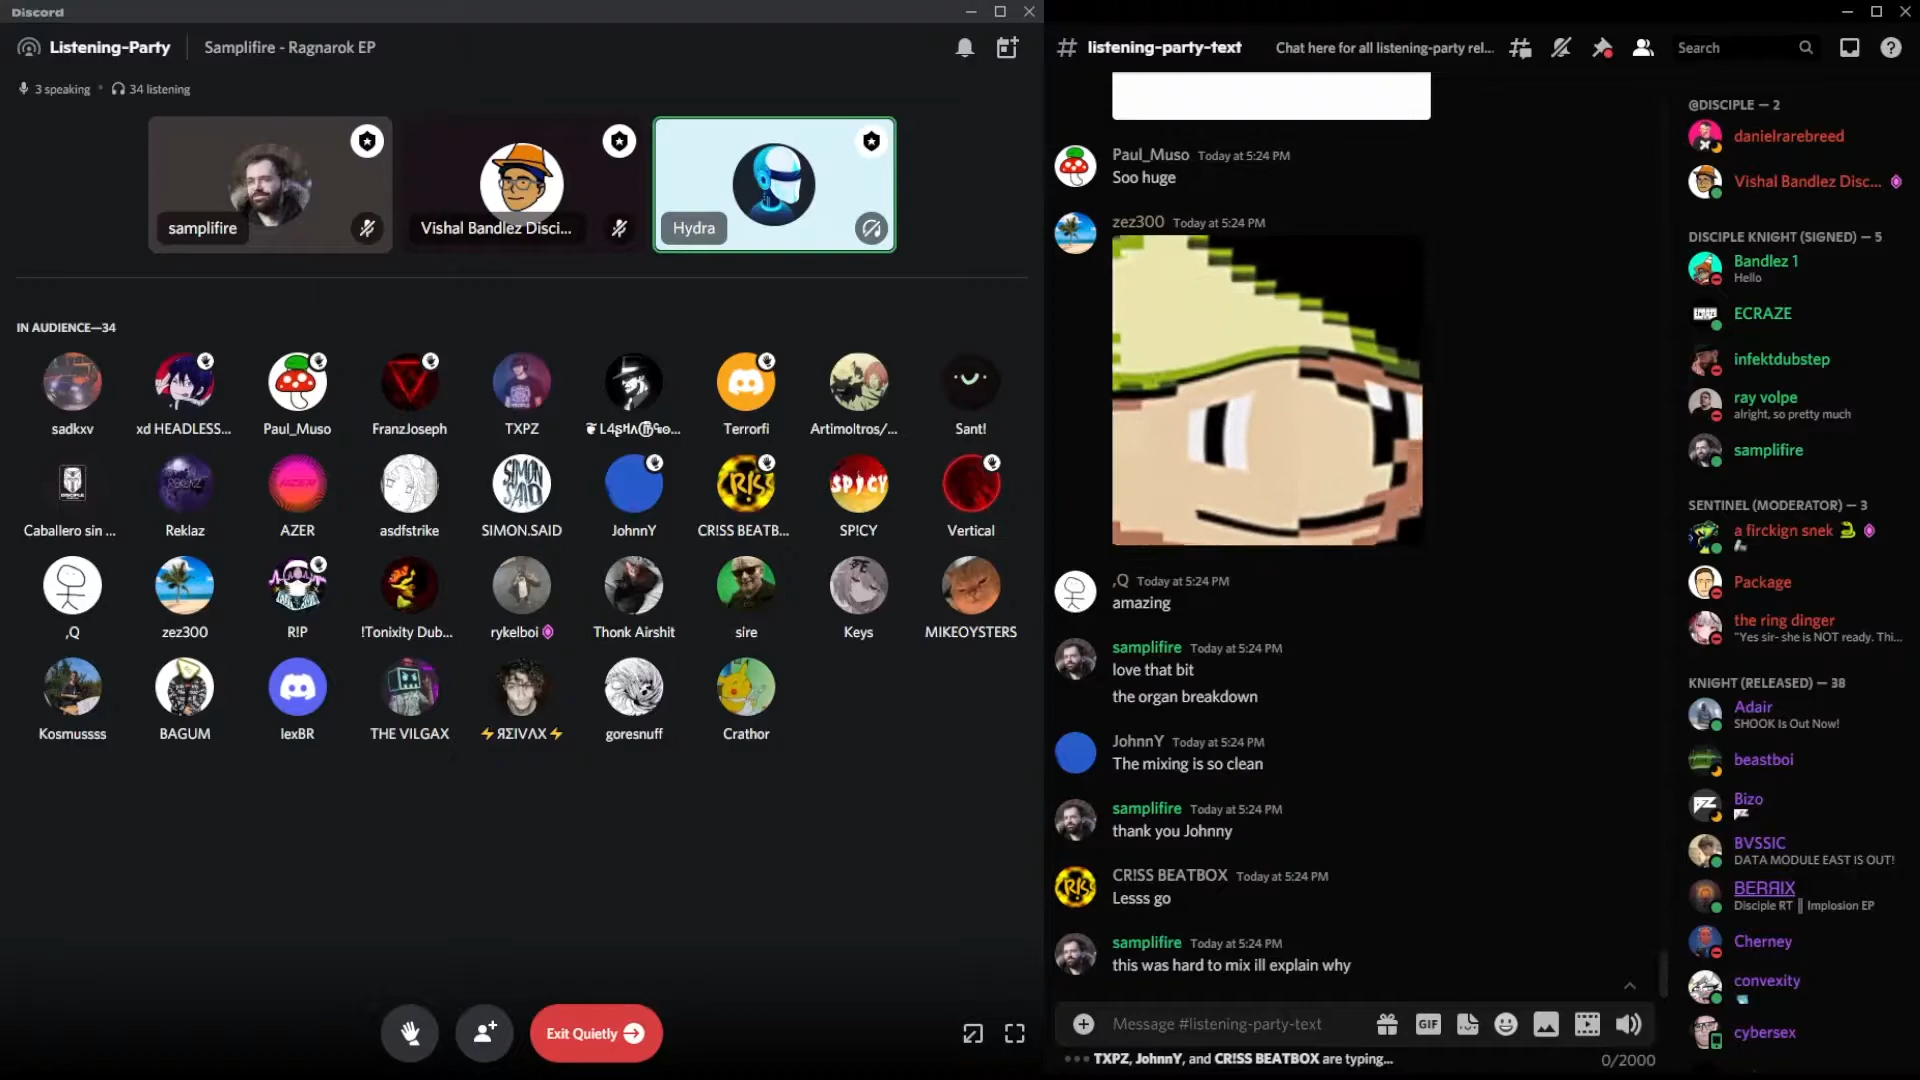 Discord
Listening-Party
Samplifire - Ragnarok EP
3 speaking • 34 listening
samplifire
Vishal Bandlez Disci...
Hydra
IN AUDIENCE—34
sadkxv
xd HEADLESS...
Paul_Muso
FranzJoseph
TXPZ
Terrorfi
Artimoltros/...
Sant!
Caballero sin ...
Reklaz
AZER
asdfstrike
SIMON.SAID
JohnnY
CR!SS BEATB...
SP!CY
Vertical
,Q
zez300
R!P
!Tonixity Dub...
rykelboi
Thonk Airshit
sire
Keys
MIKEOYSTERS
Kosmussss
BAGUM
lexBR
THE VILGAX
⚡ЯΣIVΛX⚡
goresnuff
Crathor
Exit Quietly
# listening-party-text
Chat here for all listening-party rel...
Search
Paul_Muso Today at 5:24 PM
Soo huge
zez300 Today at 5:24 PM
,Q Today at 5:24 PM
amazing
samplifire Today at 5:24 PM
love that bit
the organ breakdown
JohnnY Today at 5:24 PM
The mixing is so clean
samplifire Today at 5:24 PM
thank you Johnny
CR!SS BEATBOX Today at 5:24 PM
Lesss go
samplifire Today at 5:24 PM
this was hard to mix ill explain why
Message #listening-party-text
GIF
TXPZ, JohnnY, and CR!SS BEATBOX are typing...
0/2000
@DISCIPLE — 2
danielrarebreed
Vishal Bandlez Disc...
DISCIPLE KNIGHT (SIGNED) — 5
Bandlez 1
Hello
ECRAZE
infektdubstep
ray volpe
alright, so pretty much
samplifire
SENTINEL (MODERATOR) — 3
a firckign snek
Package
the ring dinger
"Yes sir- she is NOT ready. Thi...
KNIGHT (RELEASED) — 38
Adair
SHOOK Is Out Now!
beastboi
Bizo
BVSSIC
DATA MODULE EAST IS OUT!
BERЯIX
Disciple RT ‖ Implosion EP
Cherney
convexity
cybersex